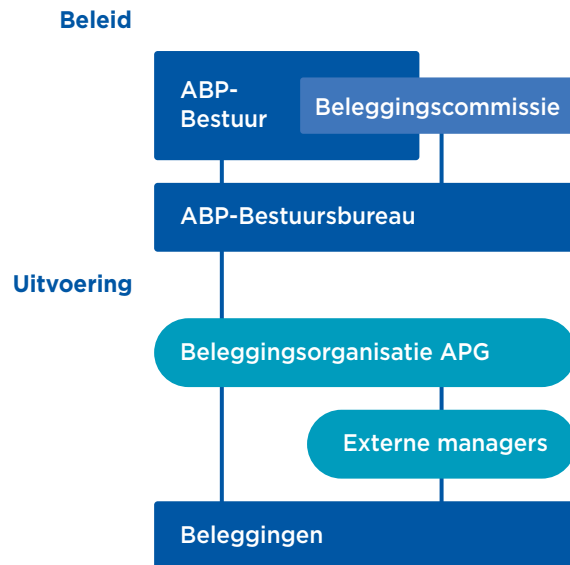 Beleid
ABP-
Bestuur
Beleggingscommissie
ABP-Bestuursbureau
Uitvoering
Beleggingsorganisatie APG
Externe managers
Beleggingen